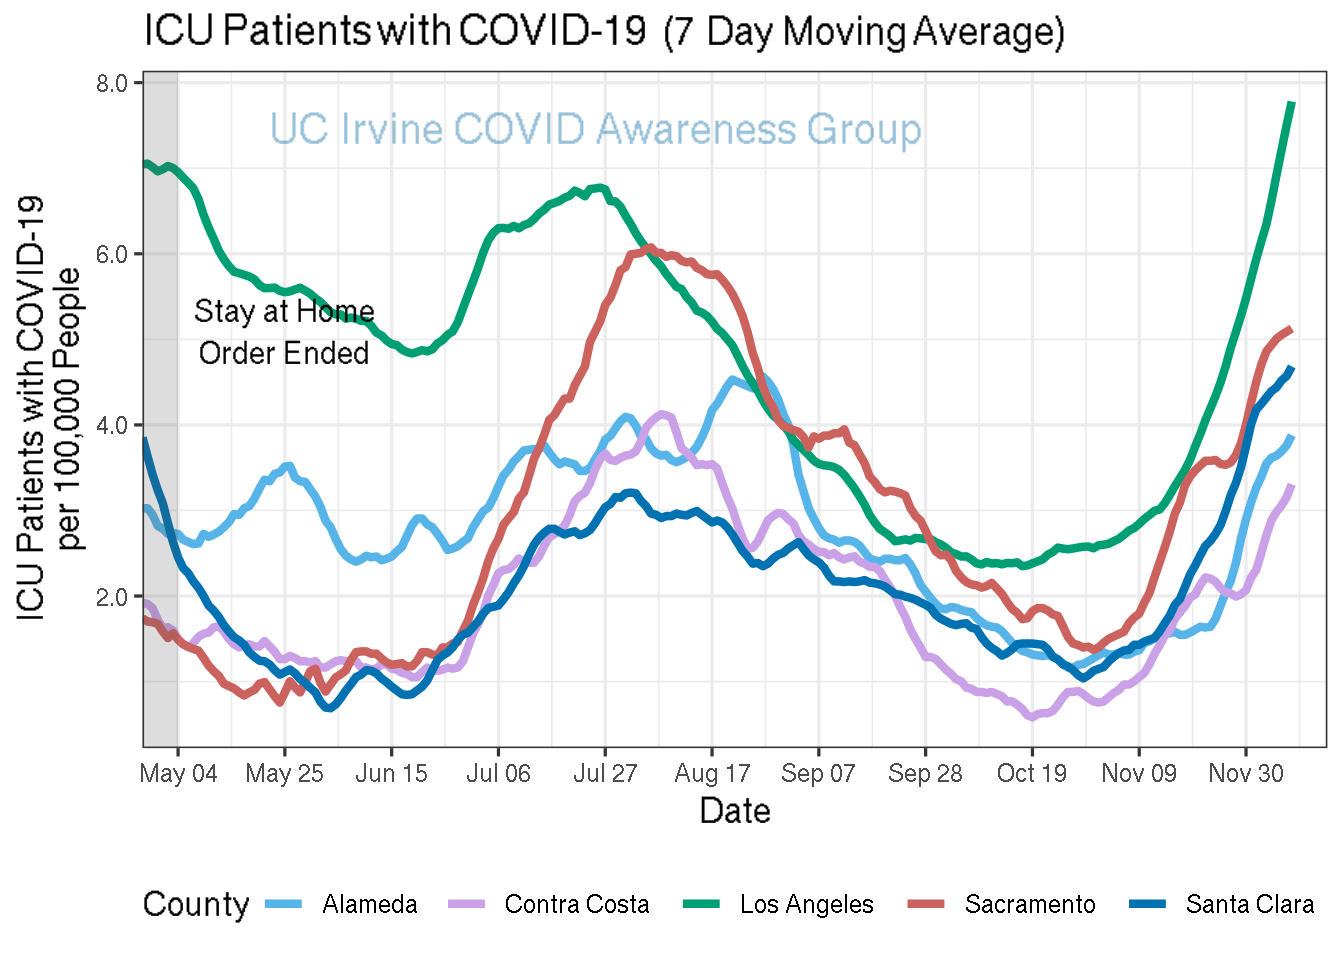 ICU Patients with COVID-19 (7 Day Moving Average)
UC Irvine COVID Awareness Group
ICU Patients with COVID-19
per 100,000 People
8.0
6.0
4.0
2.0
Stay at Home
Order Ended
May 04 May 25 Jun 15 Jul 06 Jul 27 Aug 17 Sep 07 Sep 28 Oct 19 Nov 09 Nov 30
Date
County Alameda Contra Costa Los Angeles Sacramento Santa Clara